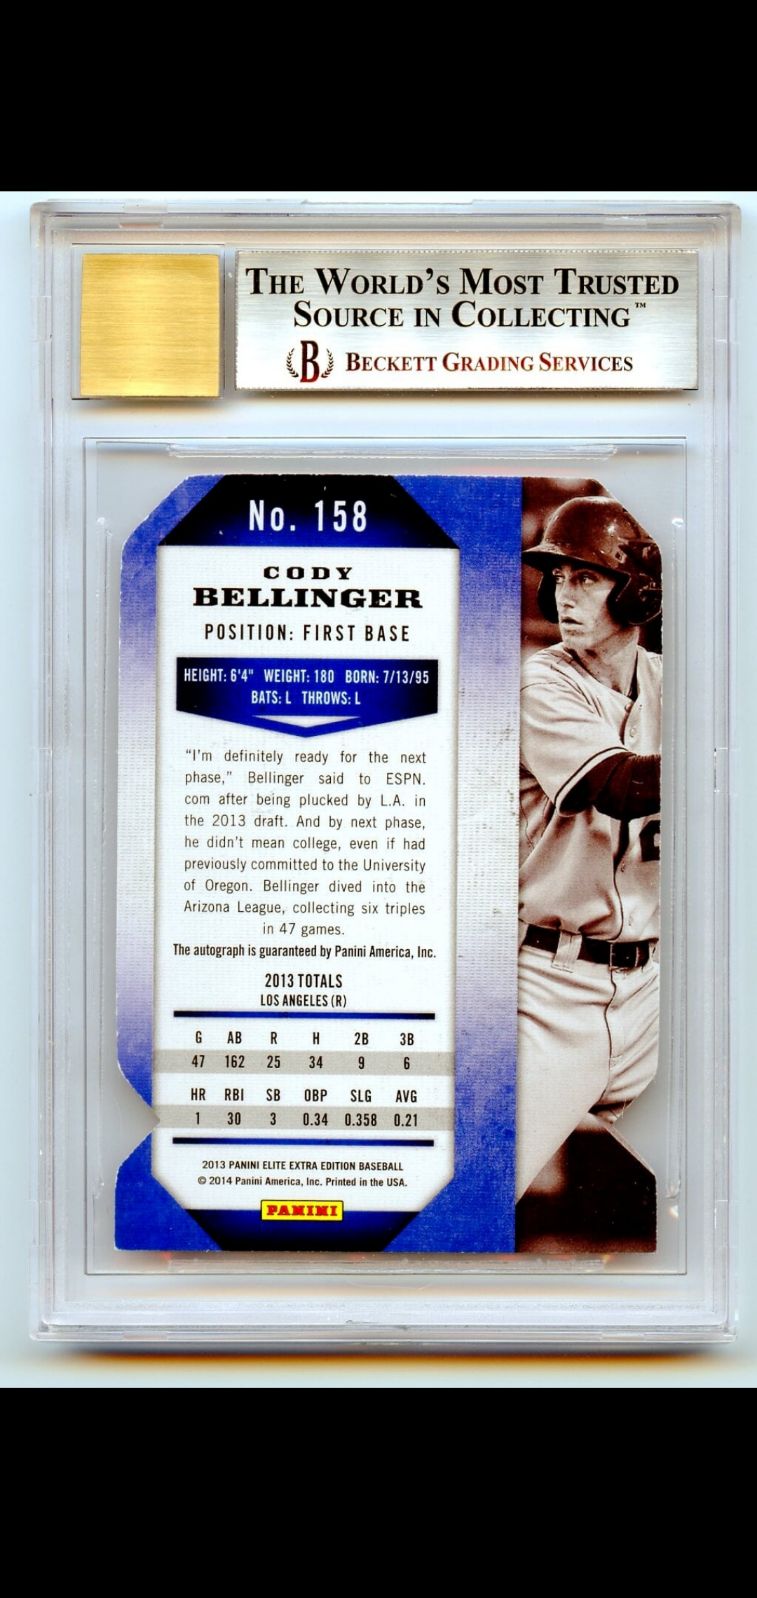 THE WORLD'S MOST TRUSTED
SOURCE IN COLLECTING™
B BECKETT GRADING SERVICES
No. 158
CODY
BELLINGER
POSITION: FIRST BASE
HEIGHT: 6'4" WEIGHT: 180 BORN: 7/13/95
BATS: L THROWS: L
"I'm definitely ready for the next
phase," Bellinger said to ESPN.
com after being plucked by L.A. in
the 2013 draft. And by next phase,
he didn't mean college, even if had
previously committed to the University
of Oregon. Bellinger dived into the
Arizona League, collecting six triples
in 47 games.
The autograph is guaranteed by Panini America, Inc.
2013 TOTALS
LOS ANGELES (R)
G AB R H 2B 3B
47 162 25 34 9 6
HR RBI SB OBP SLG AVG
1 30 3 0.34 0.358 0.21
2013 PANINI ELITE EXTRA EDITION BASEBALL
© 2014 Panini America, Inc. Printed in the USA.
PANINI